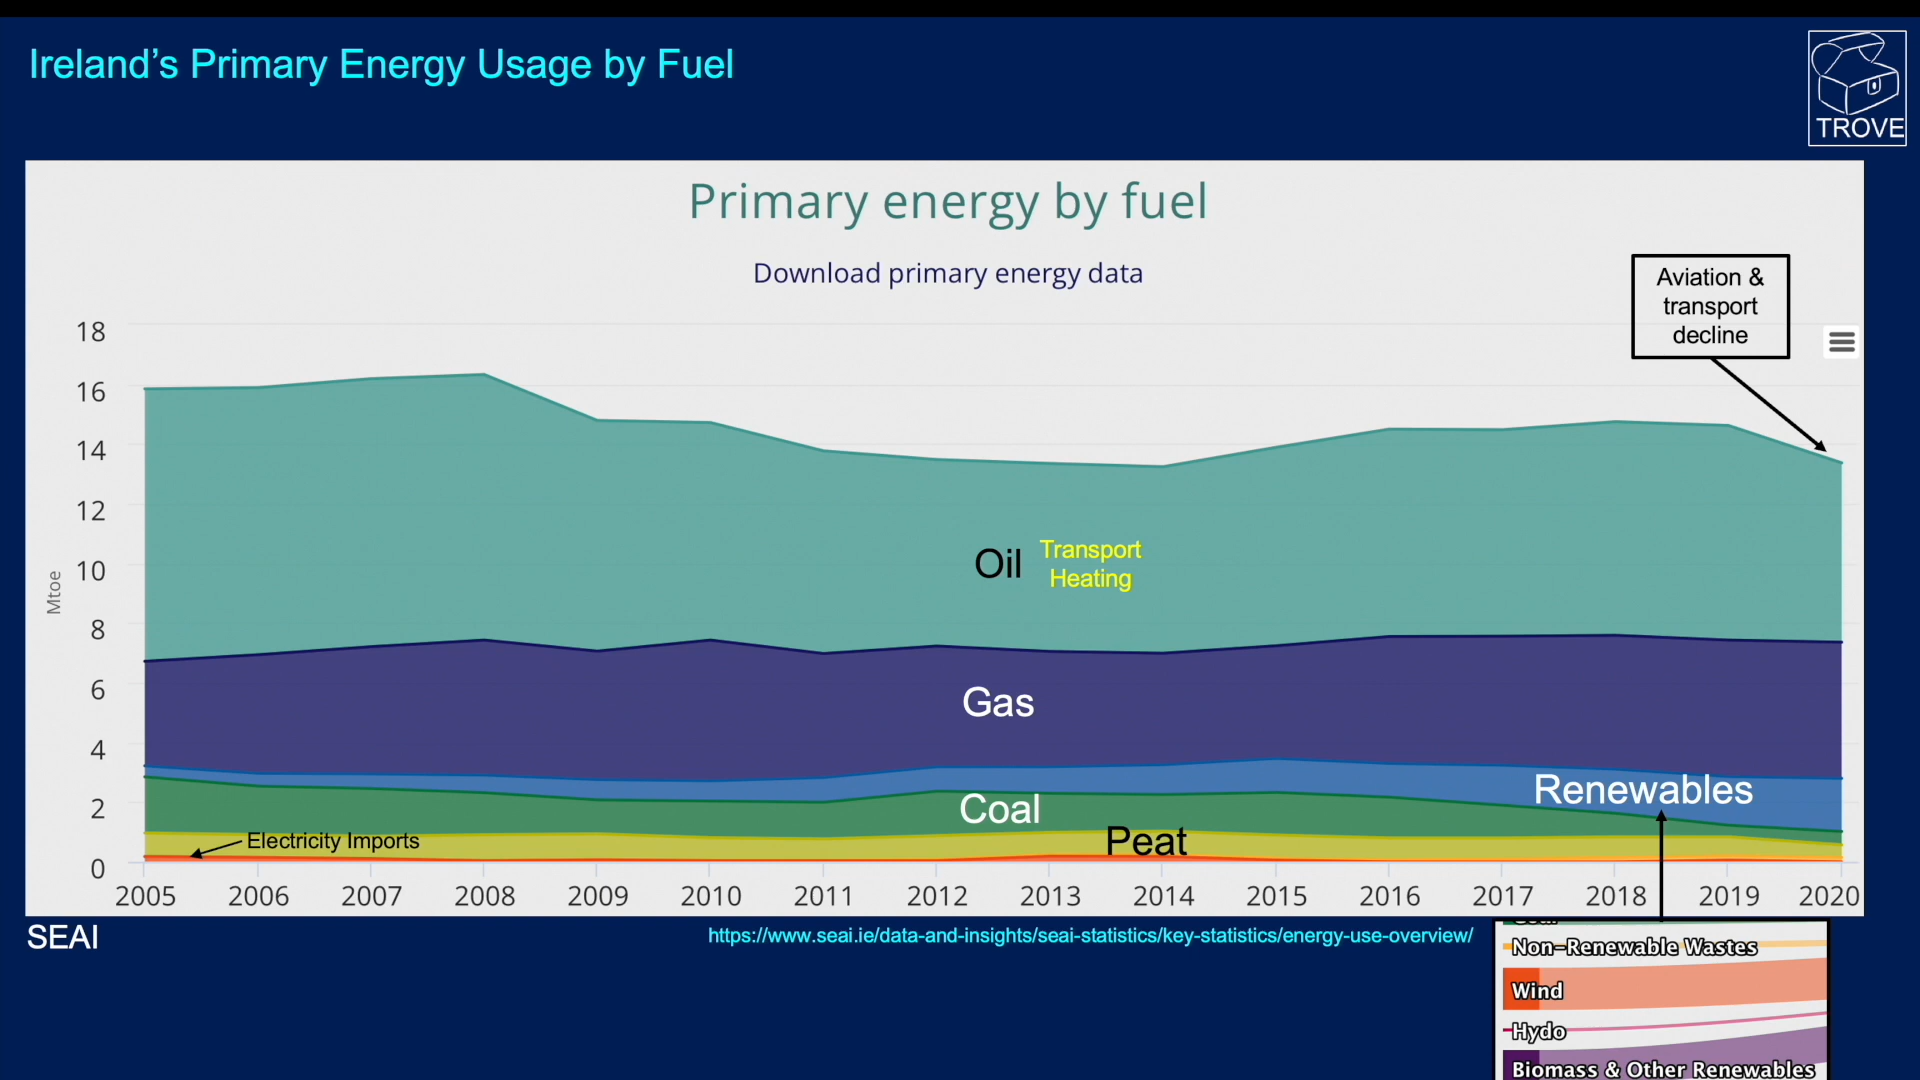 Ireland's Primary Energy Usage by Fuel
TROVE
Primary energy by fuel
Download primary energy data
Aviation &
transport
decline
18
16
14
12
10
8
6
4
2
0
Mtoe
Oil
Transport
Heating
Gas
Renewables
Coal
Peat
Electricity Imports
2005 2006 2007 2008 2009 2010 2011 2012 2013 2014 2015 2016 2017 2018 2019 2020
SEAI
https://www.seai.ie/data-and-insights/seai-statistics/key-statistics/energy-use-overview/
Non-Renewable Wastes
Wind
Hydo
Biomass & Other Renewables